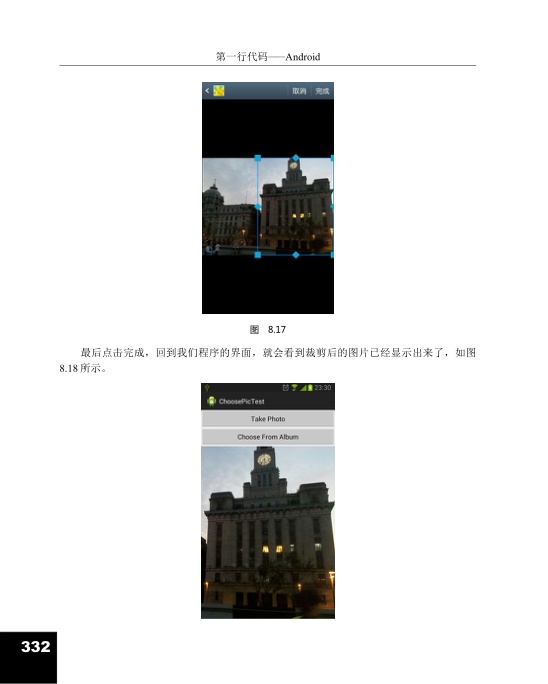 第一行代码——Android
取消 完成
图 8.17
最后点击完成，回到我们程序的界面，就会看到裁剪后的图片已经显示出来了，如图
8.18 所示。
23:30
ChoosePicTest
Take Photo
Choose From Album
332